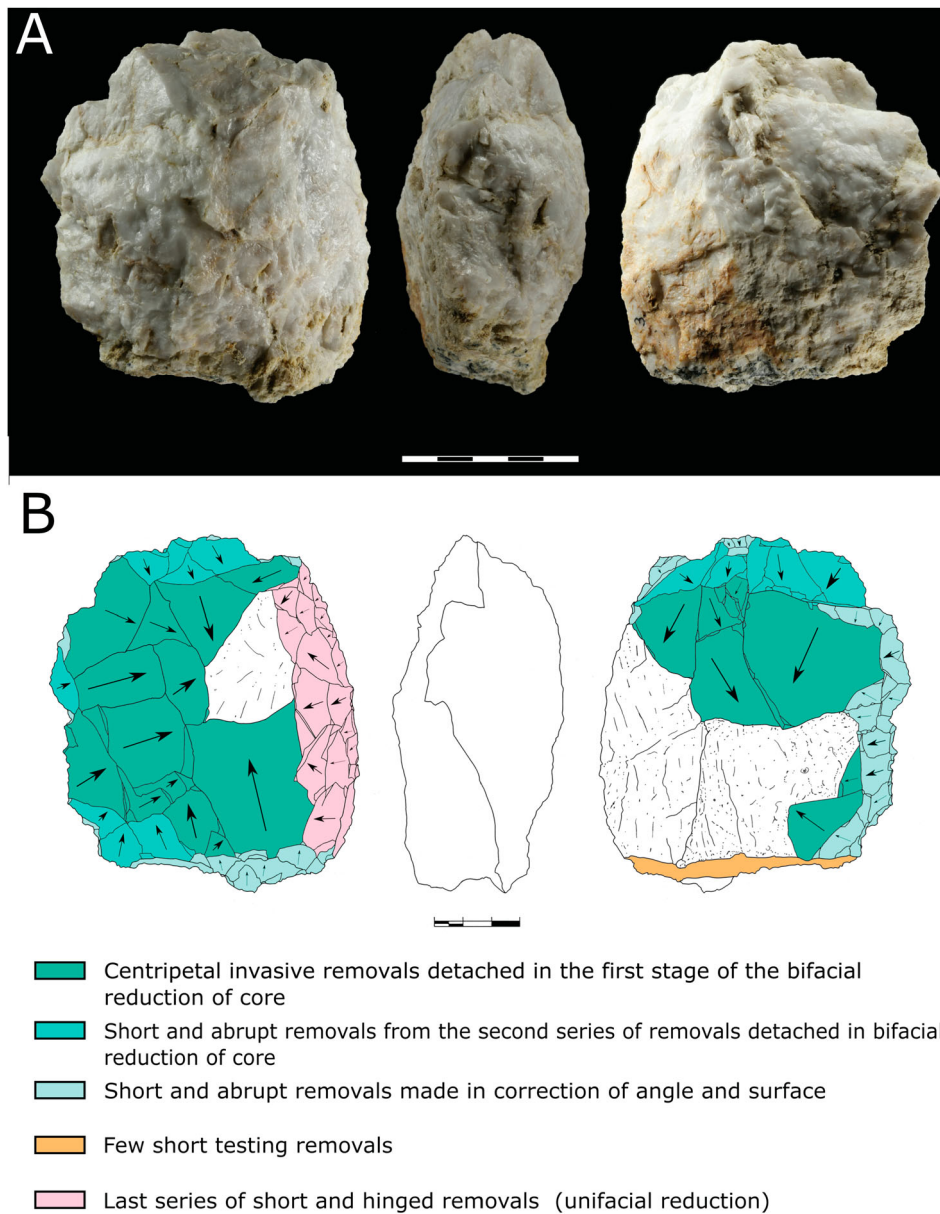 A
B
Centripetal invasive removals detached in the first stage of the bifacial
reduction of core
Short and abrupt removals from the second series of removals detached in bifacial
reduction of core
Short and abrupt removals made in correction of angle and surface
Few short testing removals
Last series of short and hinged removals (unifacial reduction)